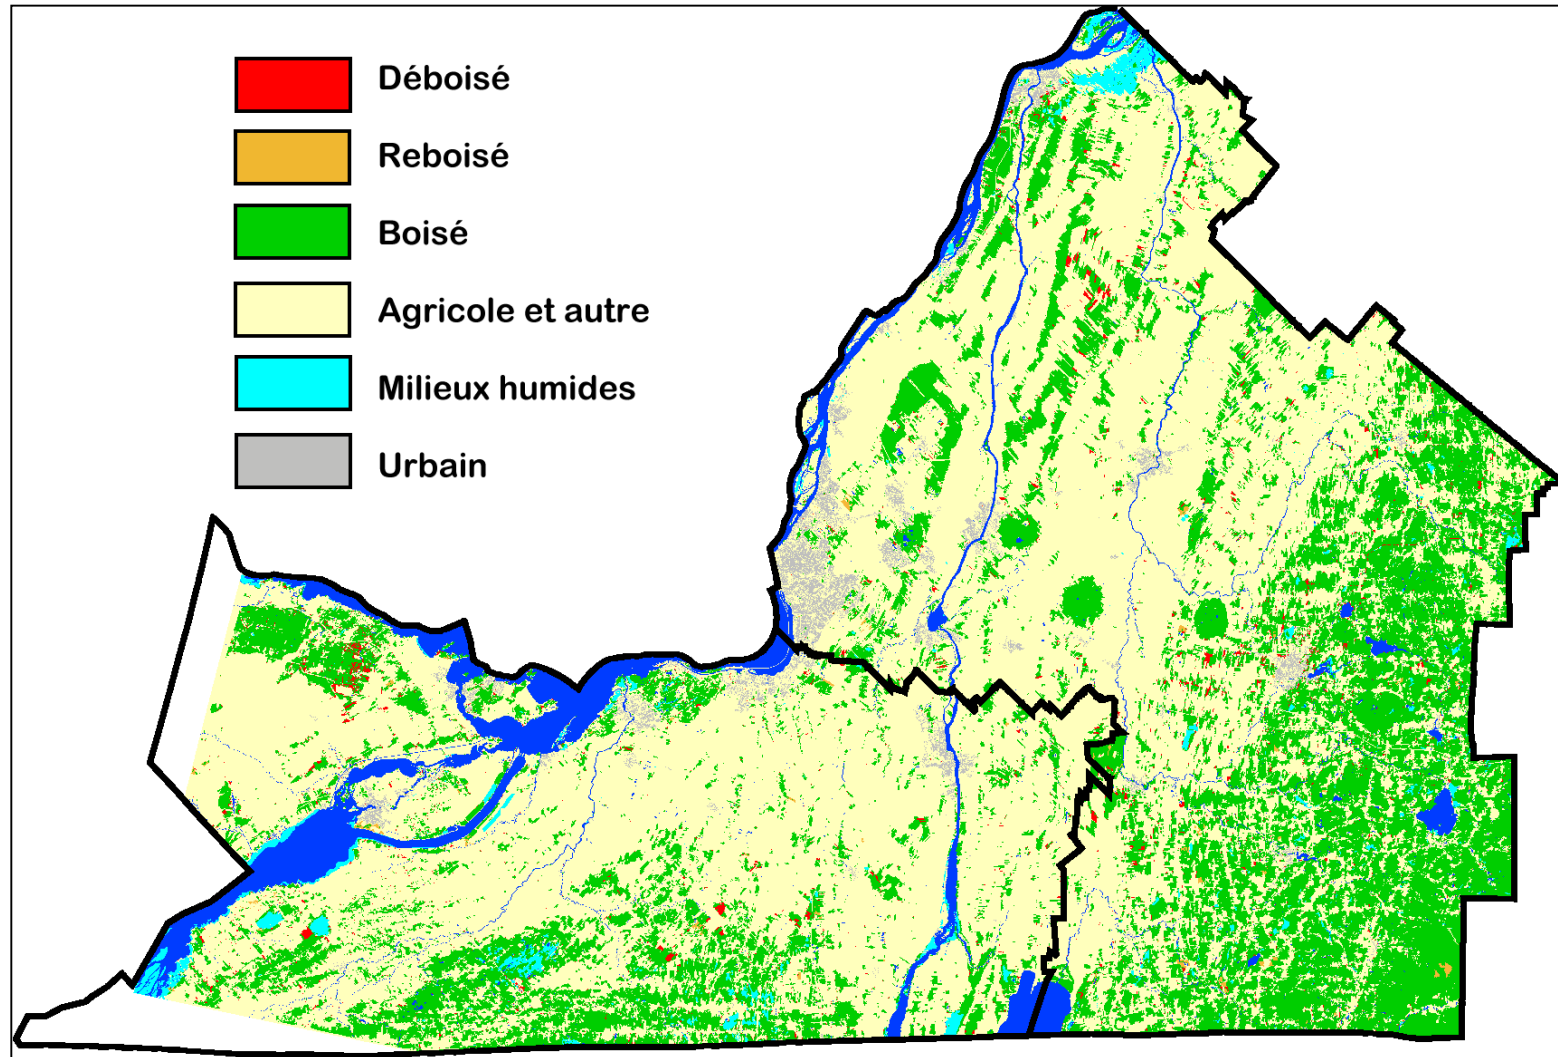 Déboisé
Reboisé
Boisé
Agricole et autre
Milieux humides
Urbain